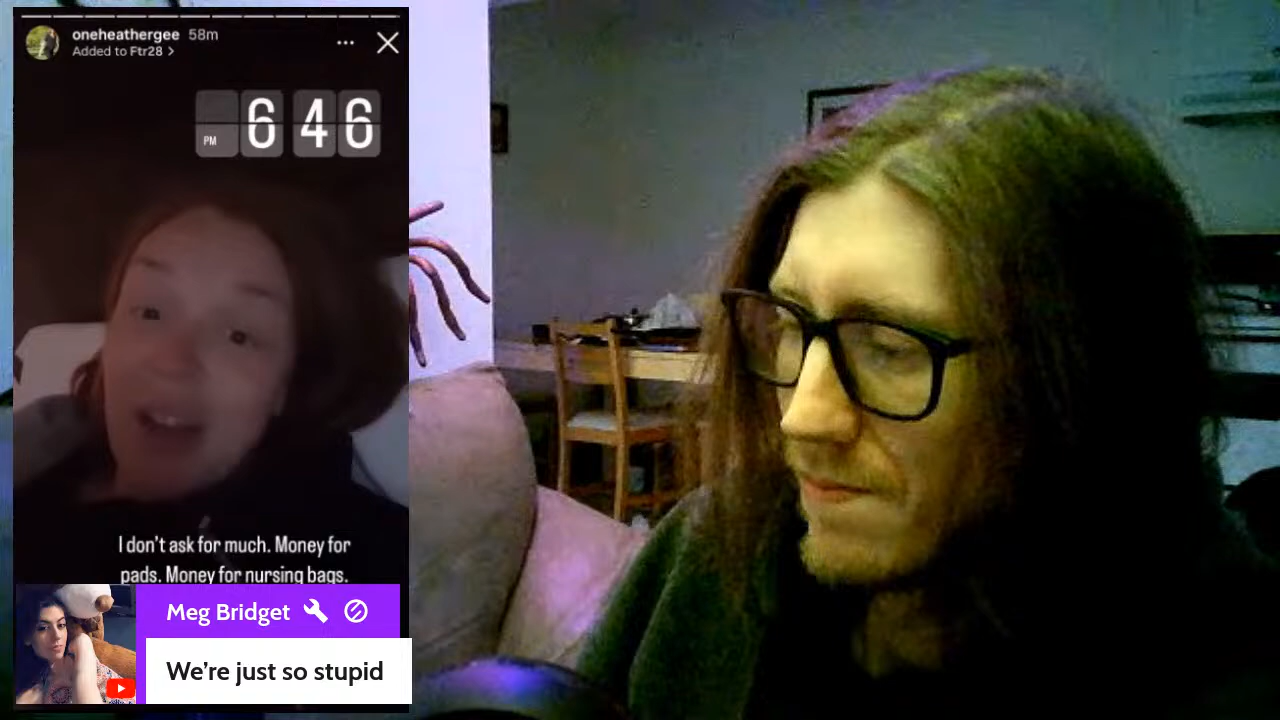 oneheathergee 58m
Added to Ftr28 >
PM 6 46
I don't ask for much. Money for
pads. Money for nursing bags.
Meg Bridget
We're just so stupid